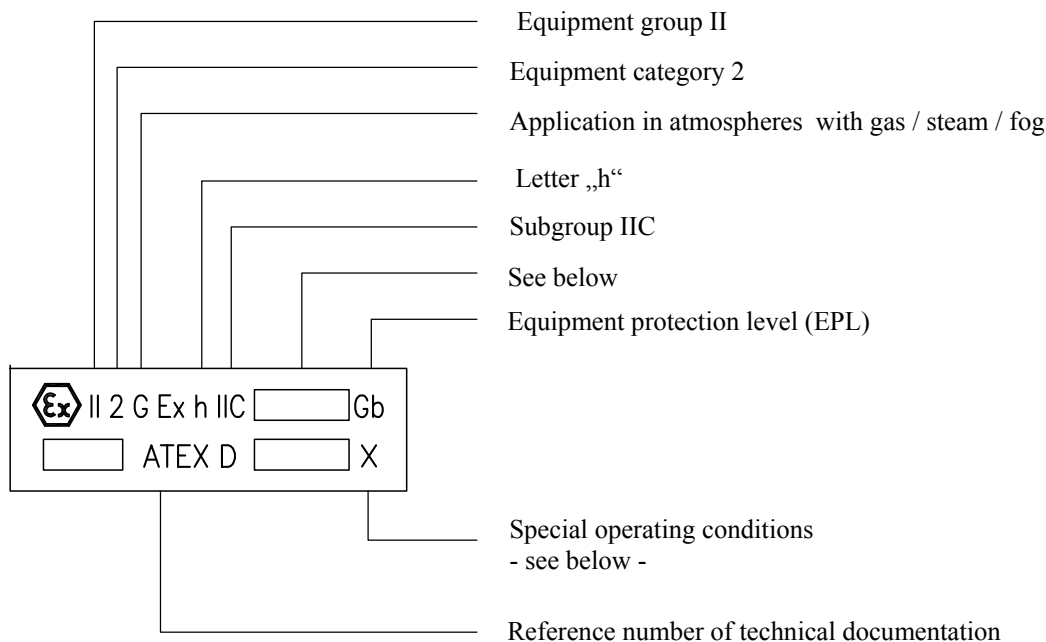 Equipment group II
Equipment category 2
Application in atmospheres with gas / steam / fog
Letter „h“
Subgroup IIC
See below
Equipment protection level (EPL)
Ex II 2 G Ex h IIC Gb
ATEX D X
Special operating conditions
- see below -
Reference number of technical documentation